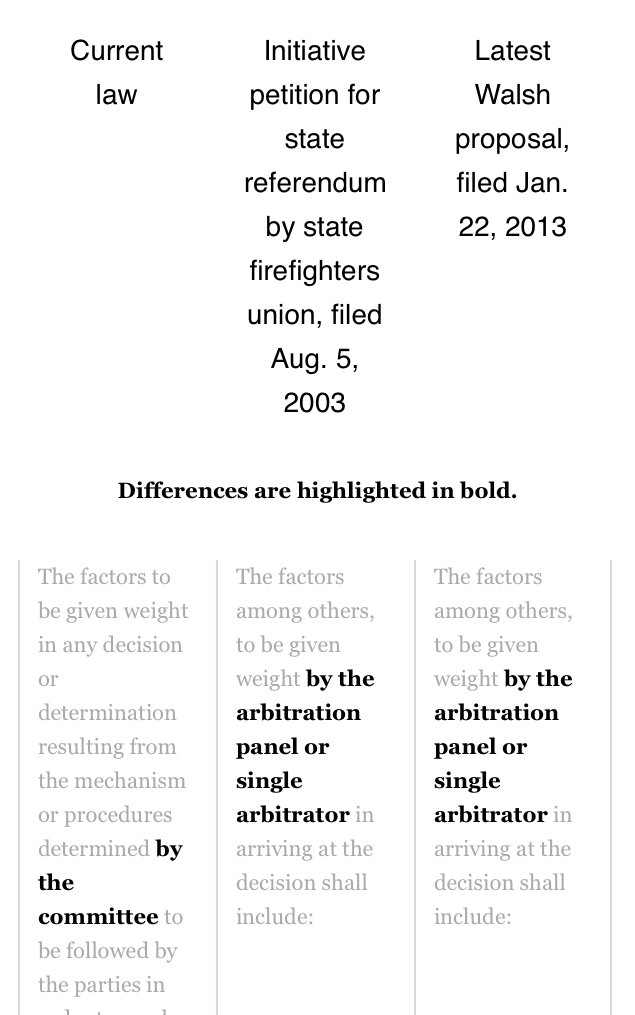 Current
law
Initiative
petition for
state
referendum
by state
firefighters
union, filed
Aug. 5,
2003
Latest
Walsh
proposal,
filed Jan.
22, 2013
Differences are highlighted in bold.
The factors to
be given weight
in any decision
or
determination
resulting from
the mechanism
or procedures
determined by
the
committee to
be followed by
the parties in
The factors
among others,
to be given
weight by the
arbitration
panel or
single
arbitrator in
arriving at the
decision shall
include:
The factors
among others,
to be given
weight by the
arbitration
panel or
single
arbitrator in
arriving at the
decision shall
include: